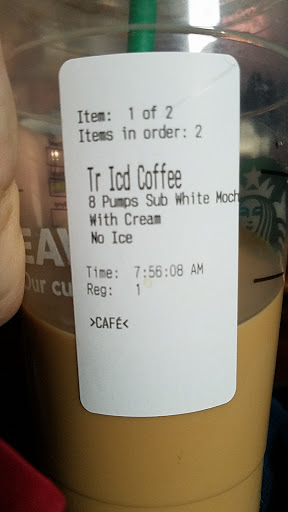 Item: 1 of 2
Items in order: 2
Tr Icd Coffee
8 Pumps Sub White Moch
With Cream
No Ice
Time: 7:56:08 AM
Reg: 1
>CAFÉ<